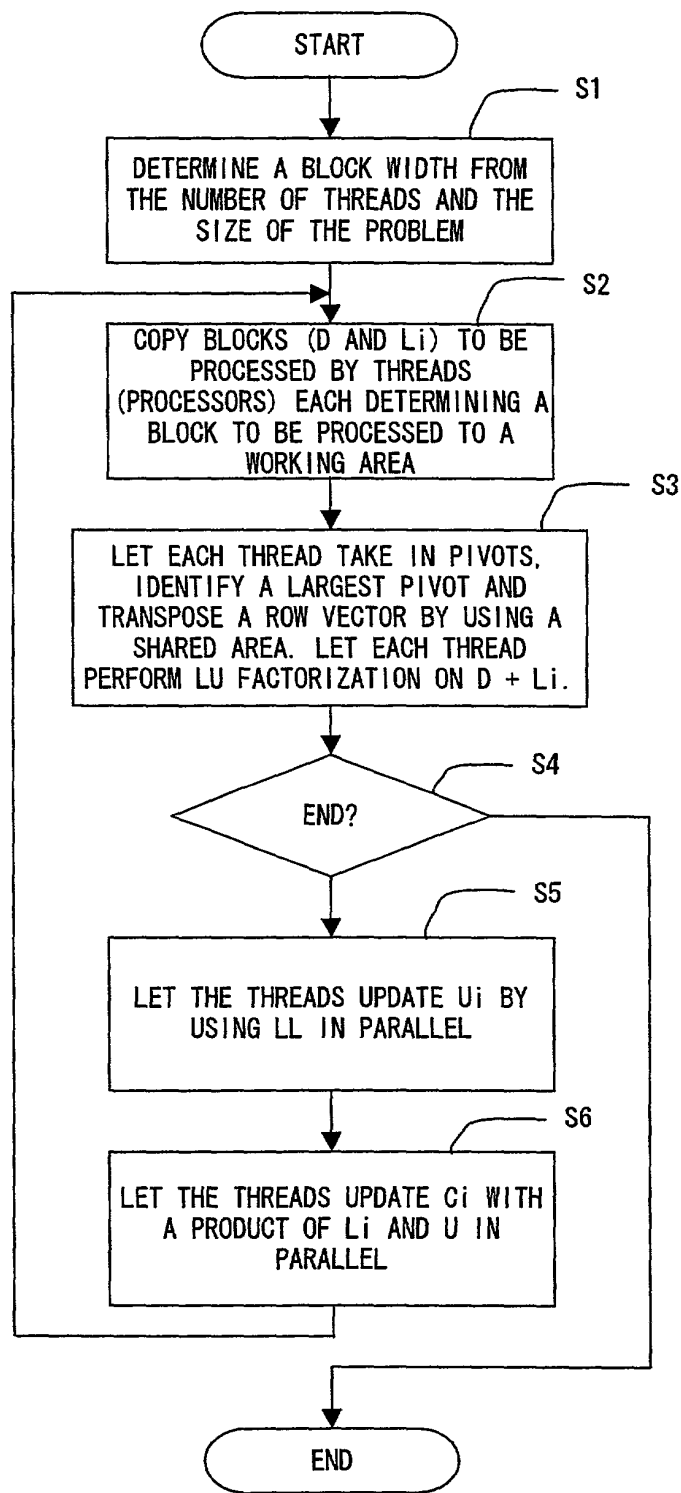 START
S1
DETERMINE A BLOCK WIDTH FROM
THE NUMBER OF THREADS AND THE
SIZE OF THE PROBLEM
S2
COPY BLOCKS (D AND Li) TO BE
PROCESSED BY THREADS
(PROCESSORS) EACH DETERMINING A
BLOCK TO BE PROCESSED TO A
WORKING AREA
S3
LET EACH THREAD TAKE IN PIVOTS,
IDENTIFY A LARGEST PIVOT AND
TRANSPOSE A ROW VECTOR BY USING A
SHARED AREA. LET EACH THREAD
PERFORM LU FACTORIZATION ON D + Li.
S4
END?
S5
LET THE THREADS UPDATE Ui BY
USING LL IN PARALLEL
S6
LET THE THREADS UPDATE Ci WITH
A PRODUCT OF Li AND U IN
PARALLEL
END